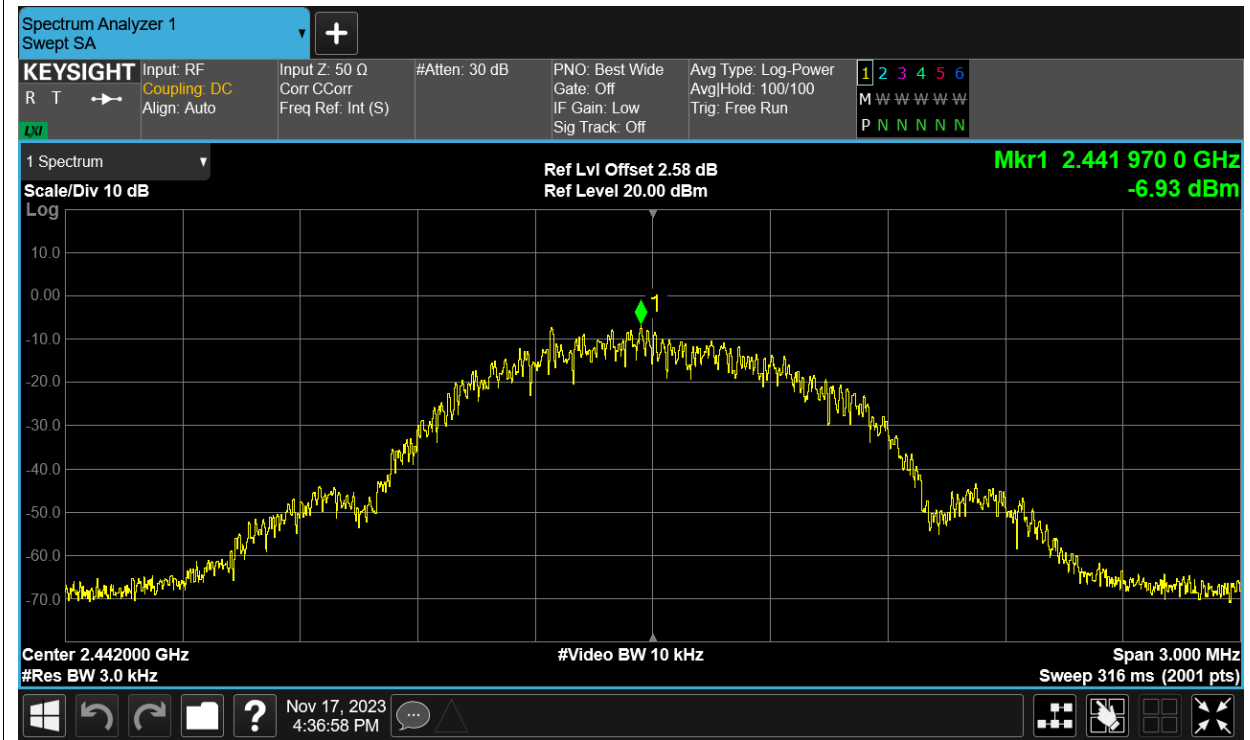 Spectrum Analyzer 1
Swept SA
+
KEYSIGHT
R T
LXI
Input: RF
Coupling: DC
Align: Auto
Input Z: 50 Ω
Corr CCorr
Freq Ref: Int (S)
#Atten: 30 dB
PNO: Best Wide
Gate: Off
IF Gain: Low
Sig Track: Off
Avg Type: Log-Power
Avg|Hold: 100/100
Trig: Free Run
1 2 3 4 5 6
M W W W W W
P N N N N N
1 Spectrum
Scale/Div 10 dB
Log
Ref Lvl Offset 2.58 dB
Ref Level 20.00 dBm
Mkr1 2.441 970 0 GHz
-6.93 dBm
10.0
0.00
-10.0
-20.0
-30.0
-40.0
-50.0
-60.0
-70.0
1
Center 2.442000 GHz
#Res BW 3.0 kHz
#Video BW 10 kHz
Span 3.000 MHz
Sweep 316 ms (2001 pts)
?
Nov 17, 2023
4:36:58 PM